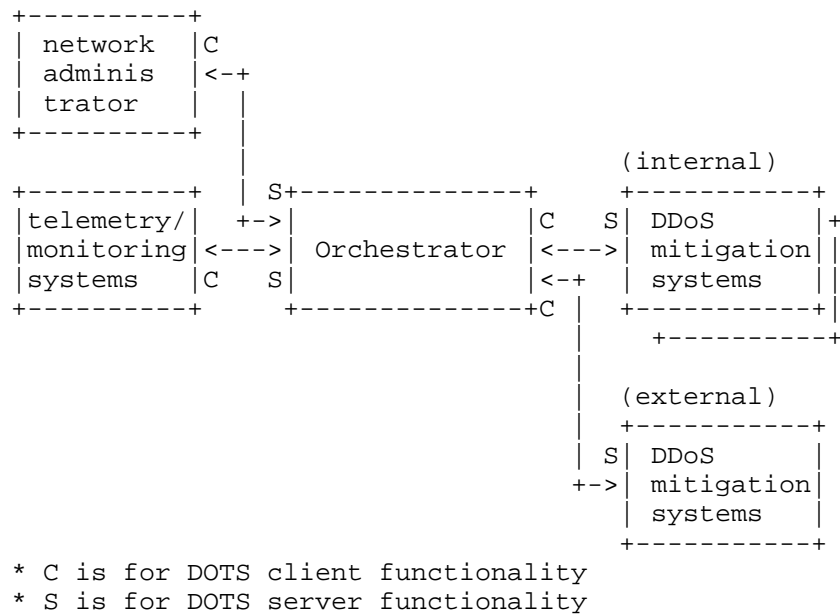 +----------+
| network  |C
| adminis  |<-+
| trator   |  |
+----------+  |
              |                       (internal)
+----------+  | S+--------------+     +-----------+
|telemetry/|  +->|              |C   S| DDoS      |+
|monitoring|<--->| Orchestrator |<--->| mitigation||
|systems   |C   S|              |<-+  | systems   ||
+----------+     +--------------+C |  +-----------+|
                                   |    +----------+
                                   |
                                   |  (external)
                                   |  +-----------+
                                   | S| DDoS      |
                                   +->| mitigation|
                                      | systems   |
                                      +-----------+
* C is for DOTS client functionality
* S is for DOTS server functionality